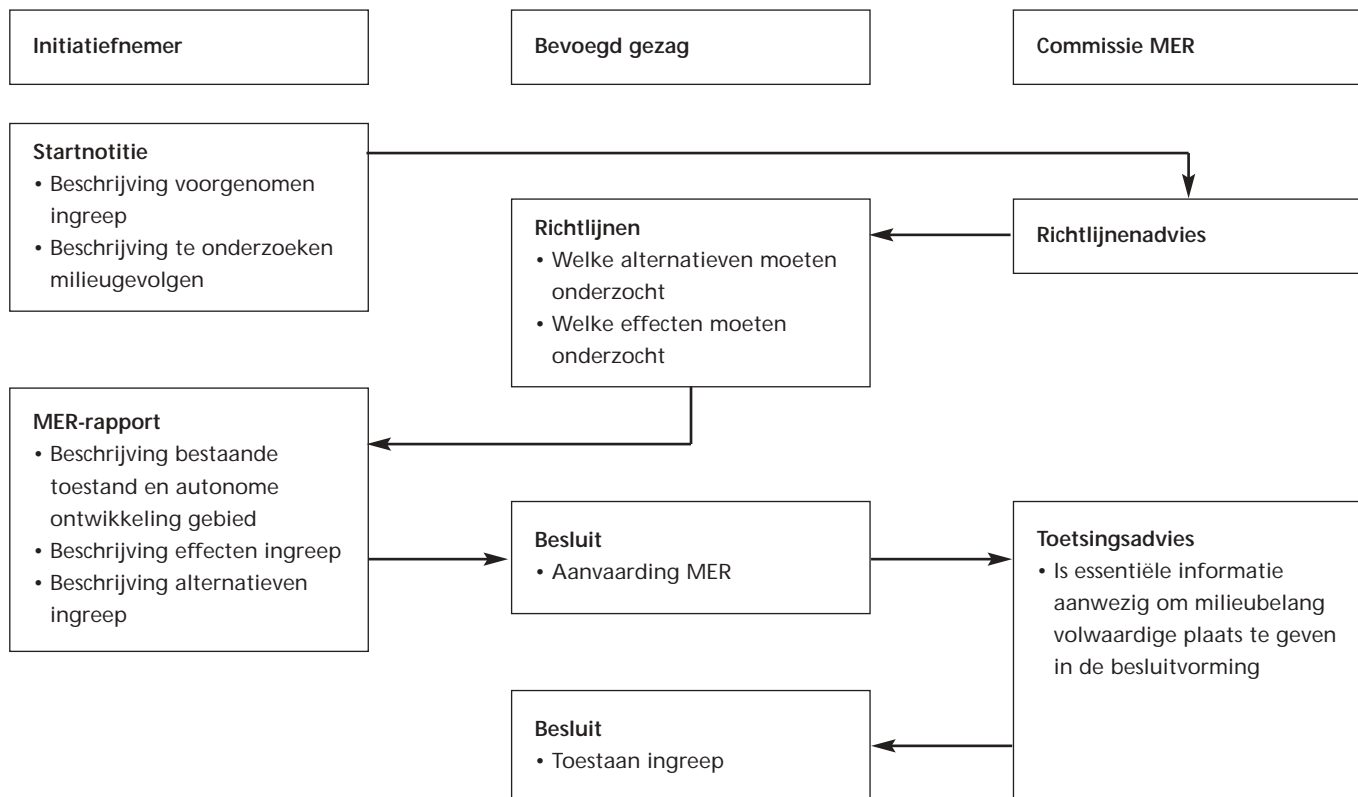 Initiatiefnemer
Bevoegd gezag
Commissie MER
Startnotitie
• Beschrijving voorgenomen
ingreep
• Beschrijving te onderzoeken
milieugevolgen
Richtlijnenadvies
Richtlijnen
• Welke alternatieven moeten
onderzocht
• Welke effecten moeten
onderzocht
MER-rapport
• Beschrijving bestaande
toestand en autonome
ontwikkeling gebied
• Beschrijving effecten ingreep
• Beschrijving alternatieven
ingreep
Besluit
• Aanvaarding MER
Toetsingsadvies
• Is essentiële informatie
aanwezig om milieubelang
volwaardige plaats te geven
in de besluitvorming
Besluit
• Toestaan ingreep